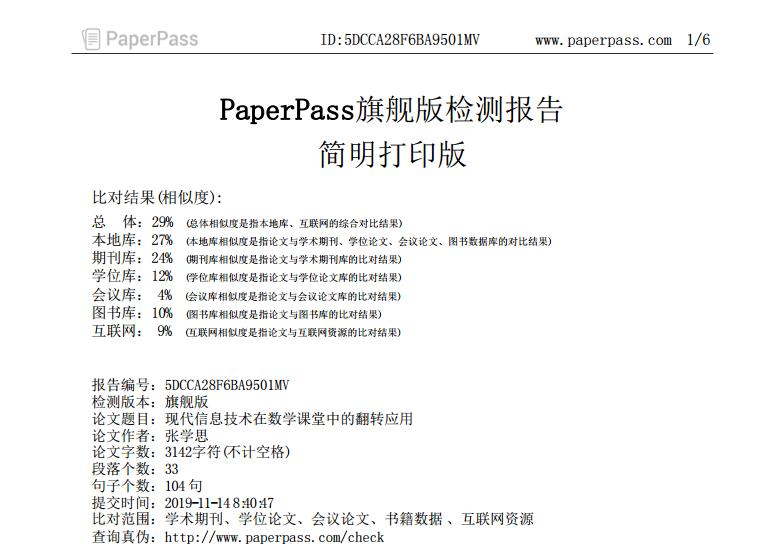 PaperPass ID:5DCCA28F6BA9501MV www.paperpass.com 1/6
PaperPass旗舰版检测报告
简明打印版
比对结果(相似度):
总 体: 29% (总体相似度是指本地库、互联网的综合对比结果)
本地库: 27% (本地库相似度是指论文与学术期刊、学位论文、会议论文、图书数据库的对比结果)
期刊库: 24% (期刊库相似度是指论文与学术期刊库的比对结果)
学位库: 12% (学位库相似度是指论文与学位论文库的比对结果)
会议库: 4% (会议库相似度是指论文与会议论文库的比对结果)
图书库: 10% (图书库相似度是指论文与图书库的比对结果)
互联网: 9% (互联网相似度是指论文与互联网资源的比对结果)
报告编号: 5DCCA28F6BA9501MV
检测版本: 旗舰版
论文题目: 现代信息技术在数学课堂中的翻转应用
论文作者: 张学思
论文字数: 3142字符(不计空格)
段落个数: 33
句子个数: 104 句
提交时间: 2019-11-14 8:40:47
比对范围: 学术期刊、学位论文、会议论文、书籍数据 、互联网资源
查询真伪: http://www.paperpass.com/check